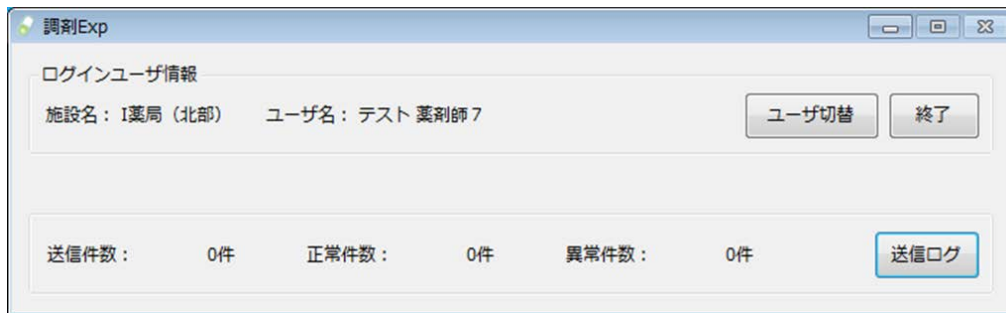 調剤Exp
ログインユーザ情報
施設名： I薬局（北部） ユーザ名： テスト 薬剤師７ ユーザ切替 終了
送信件数： 0件 正常件数： 0件 異常件数： 0件 送信ログ